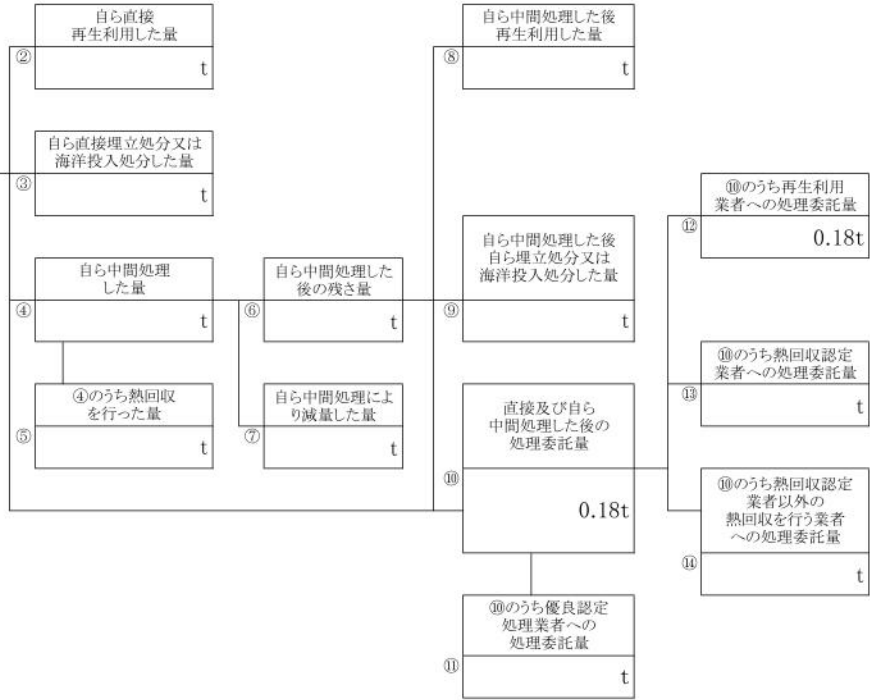 自ら直接
再生利用した量
②
t
自ら直接埋立処分又は
海洋投入処分した量
③
t
自ら中間処理
した量
④
t
④のうち熱回収
を行った量
⑤
t
自ら中間処理した
後の残さ量
⑥
t
自ら中間処理によ
り減量した量
⑦
t
自ら中間処理した後
再生利用した量
⑧
t
自ら中間処理した後
自ら埋立処分又は
海洋投入処分した量
⑨
t
直接及び自ら
中間処理した後の
処理委託量
⑩
0.18t
⑩のうち優良認定
処理業者への
処理委託量
⑪
t
⑩のうち再生利用
業者への処理委託量
⑫
0.18t
⑩のうち熱回収認定
業者への処理委託量
⑬
t
⑩のうち熱回収認定
業者以外の
熱回収を行う業者
への処理委託量
⑭
t